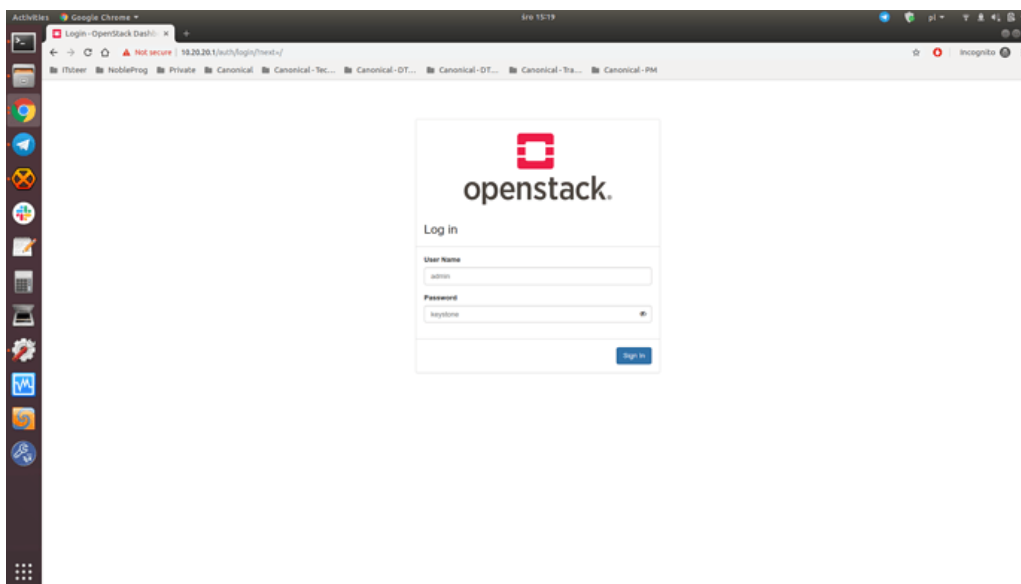 Activities Google Chrome śro 15:19 pl
Login - OpenStack Dashb
Not secure 10.20.20.1/auth/login/?next=/ Incognito
ITSteer NobleProg Private Canonical Canonical-Tec... Canonical-DT... Canonical-DT... Canonical-Tra... Canonical-PM
openstack.
Log in
User Name
admin
Password
keystone
Sign In